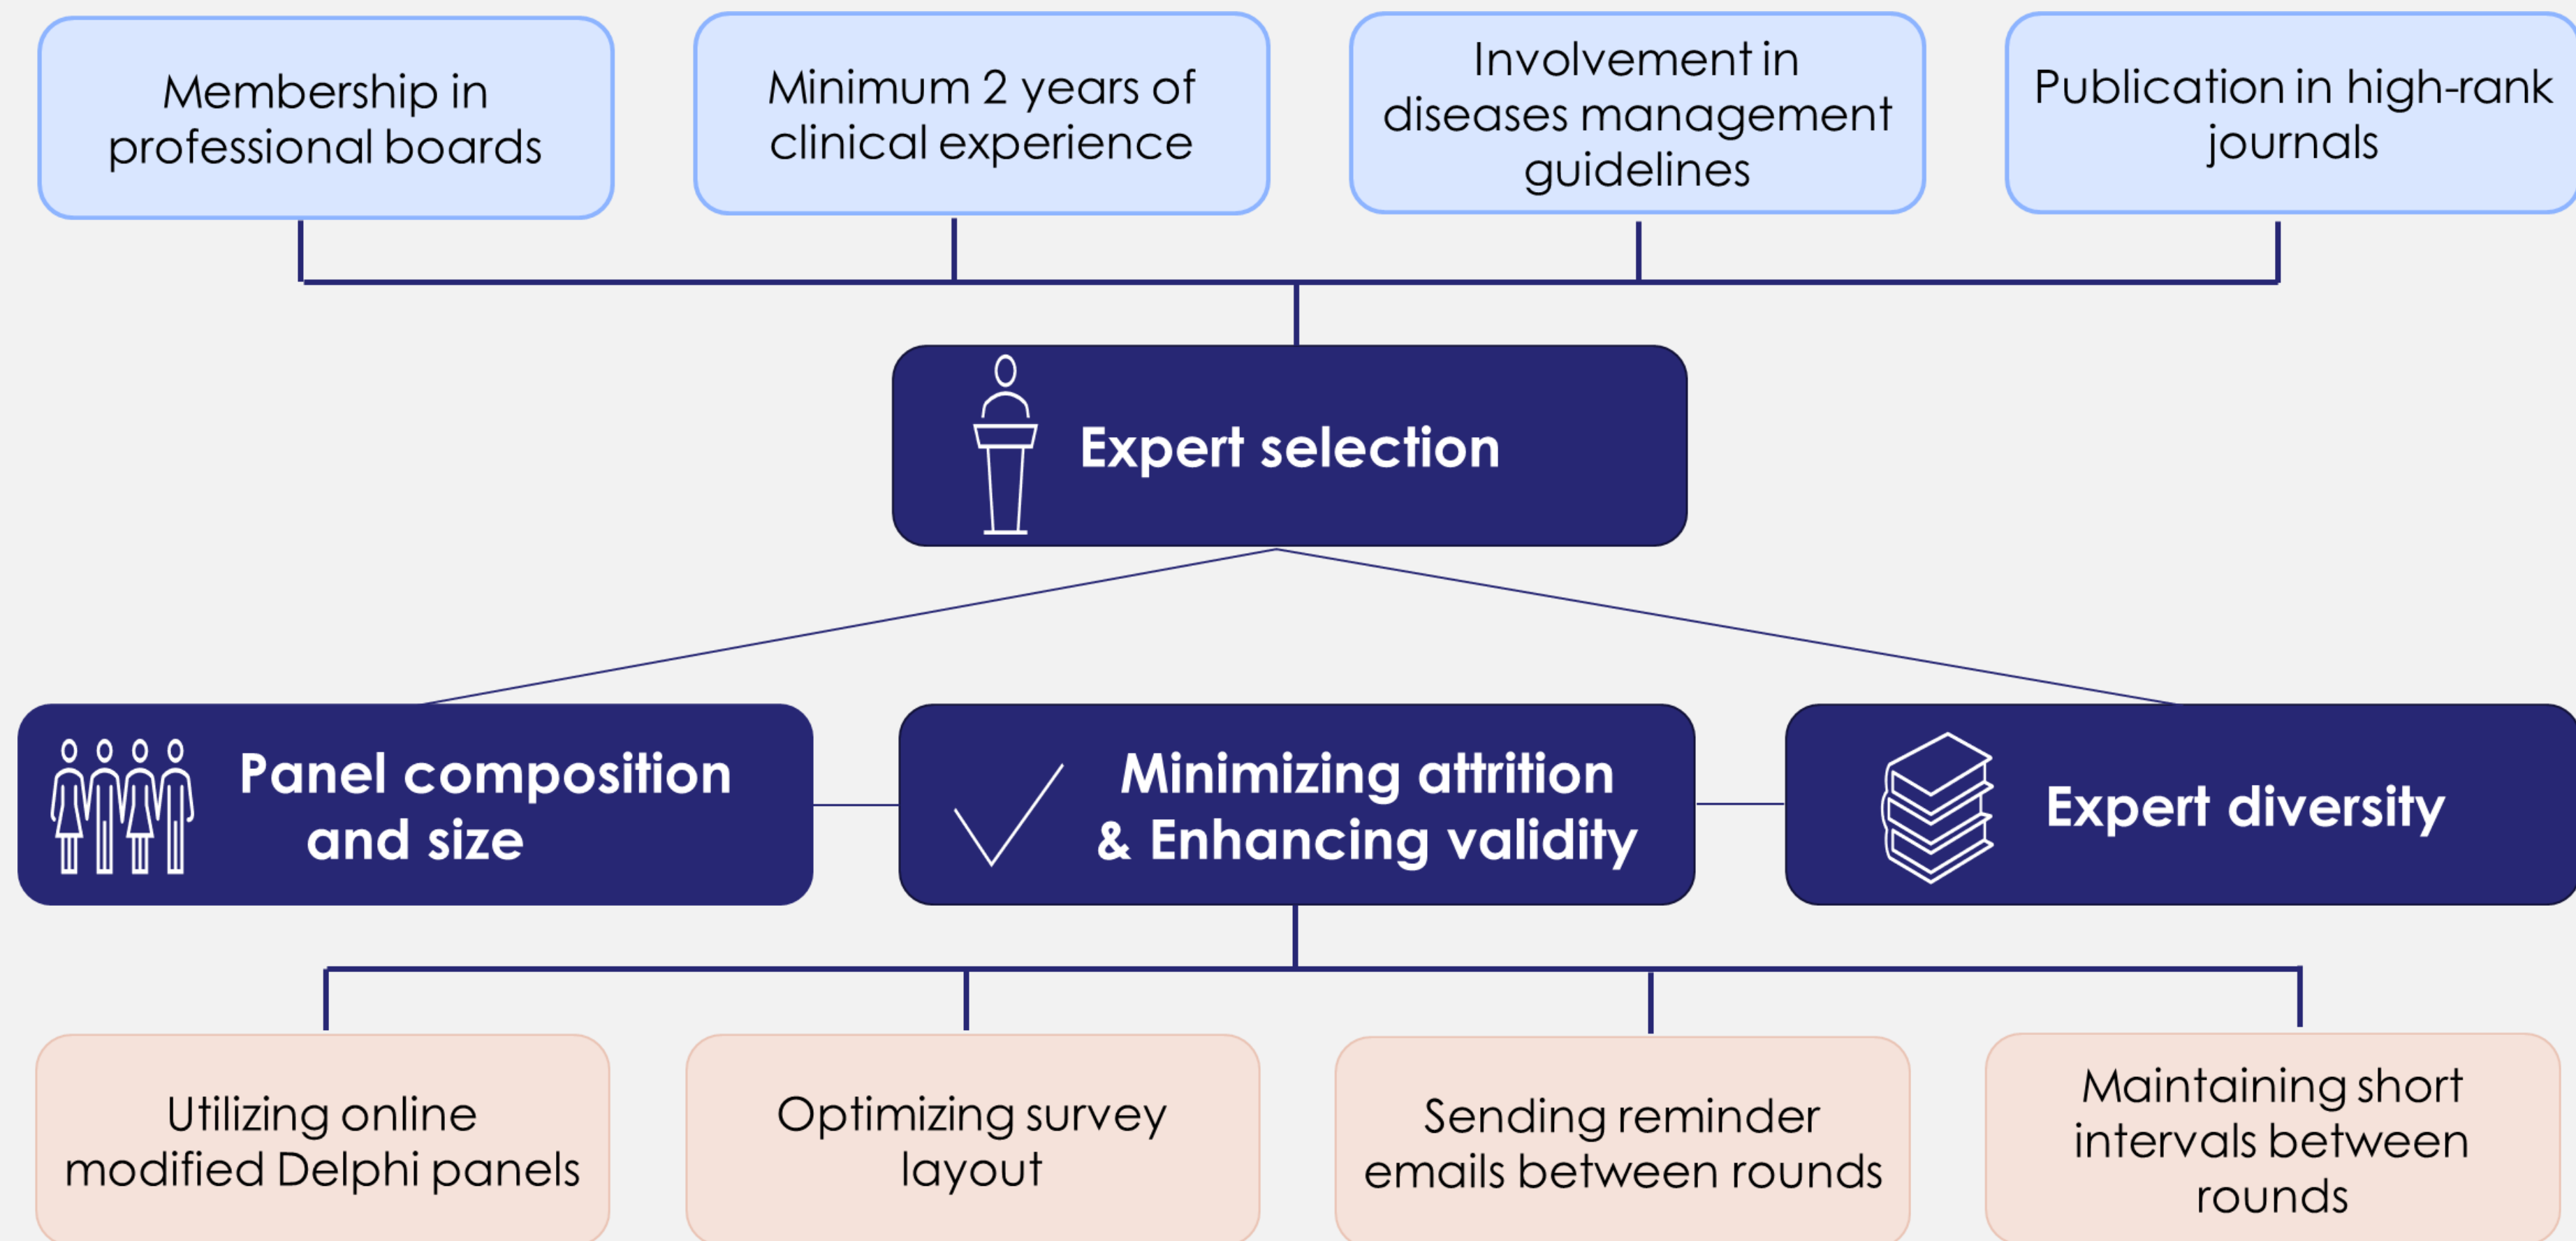 Membership in
professional boards
Minimum 2 years of
clinical experience
Involvement in
diseases management
guidelines
Publication in high-rank
journals
Expert selection
Panel composition
and size
Minimizing attrition
& Enhancing validity
Expert diversity
Utilizing online
modified Delphi panels
Optimizing survey
layout
Sending reminder
emails between rounds
Maintaining short
intervals between
rounds